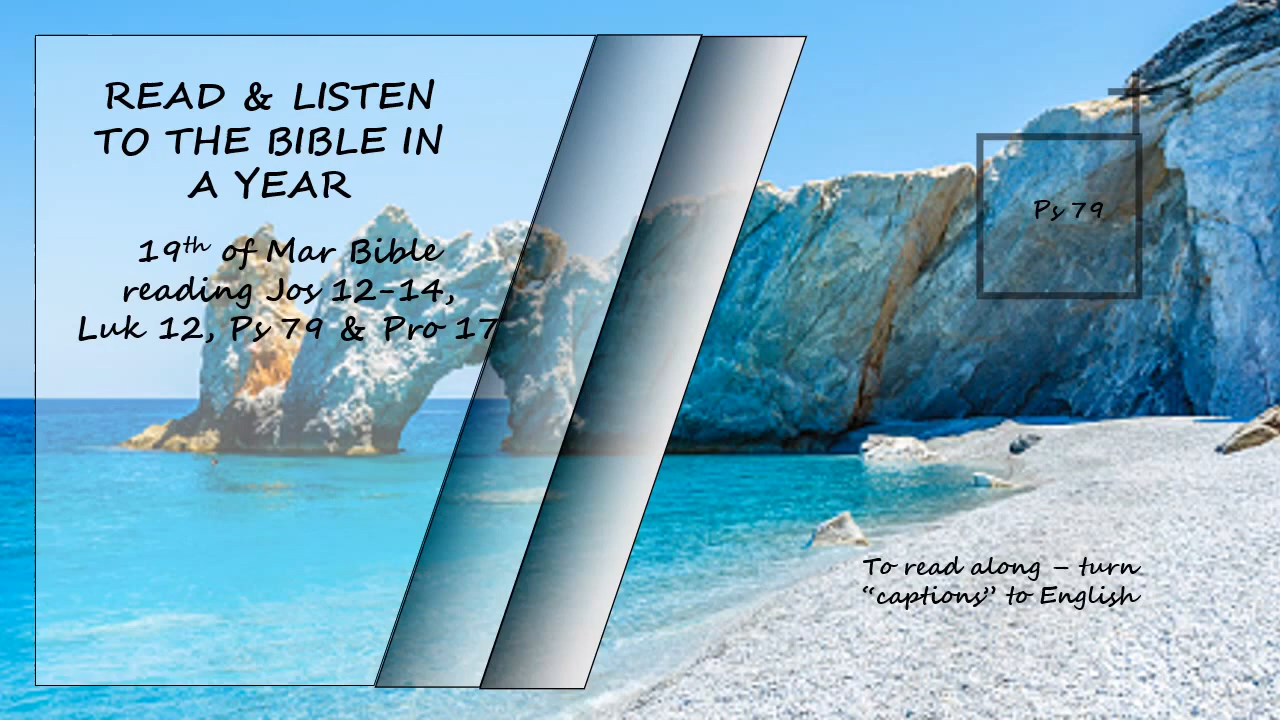 READ & LISTEN
TO THE BIBLE IN
A YEAR
19th of Mar Bible
reading Jos 12-14,
Luk 12, Ps 79 & Pro 17
Ps 79
To read along – turn
“captions” to English